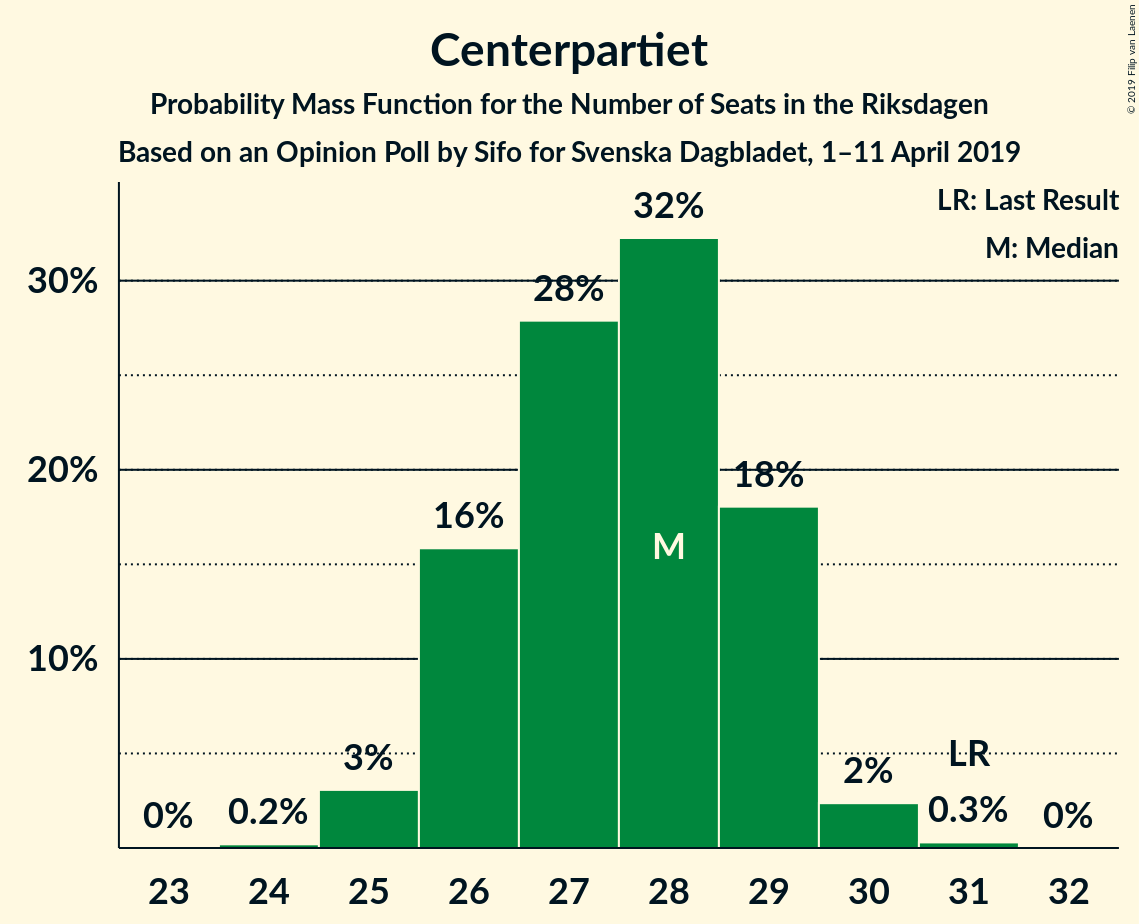 Centerpartiet
Probability Mass Function for the Number of Seats in the Riksdagen
Based on an Opinion Poll by Sifo for Svenska Dagbladet, 1–11 April 2019
© 2019 Filip van Laenen
LR: Last Result
M: Median
30%
20%
10%
0%
0.2%
3%
16%
28%
32%
M
18%
2%
LR
0.3%
0%
23 24 25 26 27 28 29 30 31 32